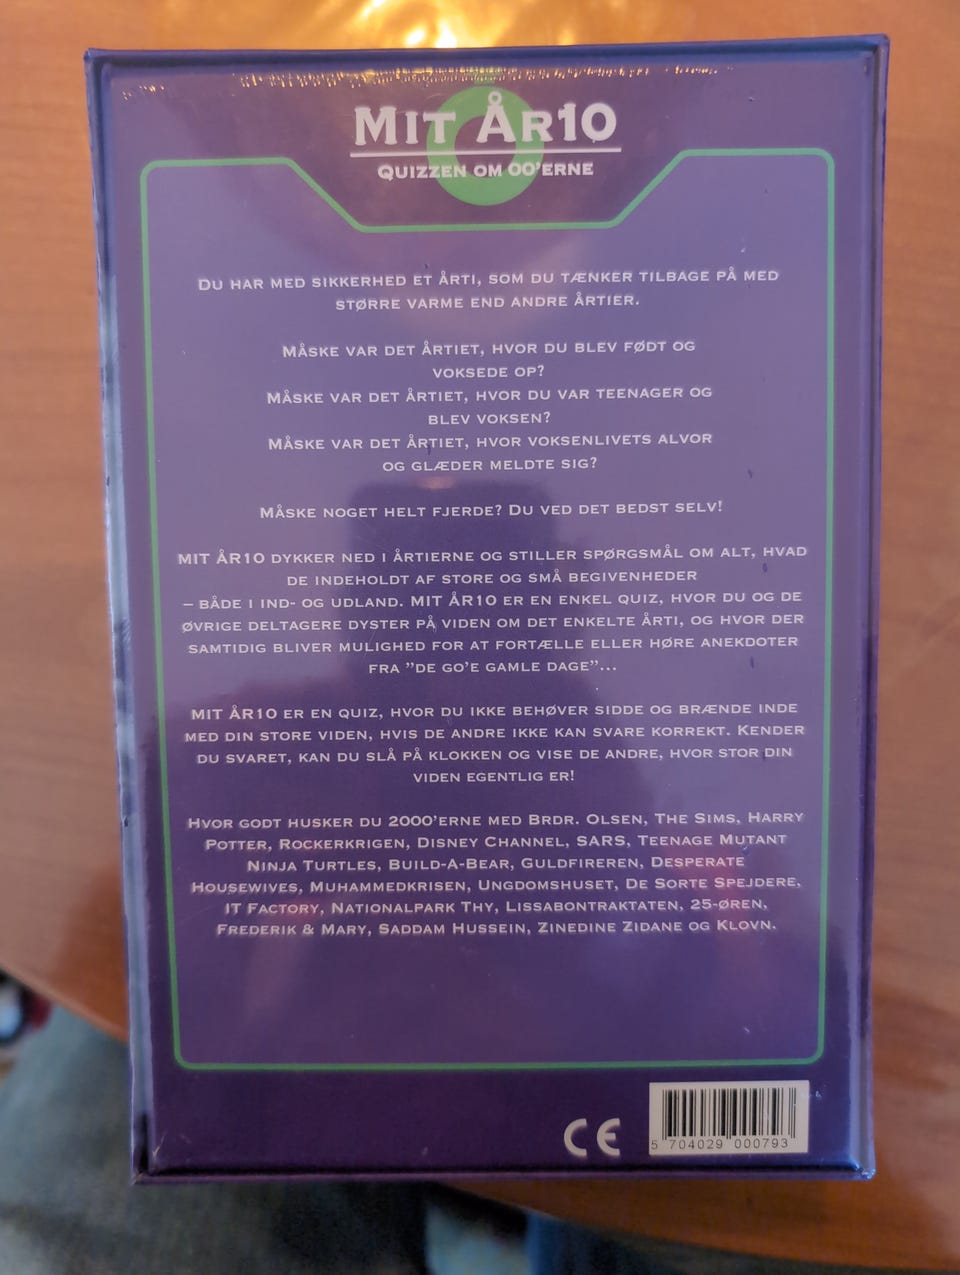 Mit År10
Quizzen om 00'erne
Du har med sikkerhed et årti, som du tænker tilbage på med
større varme end andre årtier.
Måske var det årtiet, hvor du blev født og
voksede op?
Måske var det årtiet, hvor du var teenager og
blev voksen?
Måske var det årtiet, hvor voksenlivets alvor
og glæder meldte sig?
Måske noget helt fjerde? Du ved det bedst selv!
MIT ÅR10 dykker ned i årtierne og stiller spørgsmål om alt, hvad
de indeholdt af store og små begivenheder
– både i ind- og udland. MIT ÅR10 er en enkel quiz, hvor du og de
øvrige deltagere dyster på viden om det enkelte årti, og hvor der
samtidig bliver mulighed for at fortælle eller høre anekdoter
fra ”de go'e gamle dage”...
MIT ÅR10 er en quiz, hvor du ikke behøver sidde og brænde inde
med din store viden, hvis de andre ikke kan svare korrekt. Kender
du svaret, kan du slå på klokken og vise de andre, hvor stor din
viden egentlig er!
Hvor godt husker du 2000'erne med Brdr. Olsen, The Sims, Harry
Potter, Rockerkrigen, Disney Channel, SARS, Teenage Mutant
Ninja Turtles, Build-A-Bear, Guldfireren, Desperate
Housewives, Muhammedkrisen, Ungdomshuset, De Sorte Spejdere,
IT Factory, Nationalpark Thy, Lissabontraktaten, 25-øren,
Frederik & Mary, Saddam Hussein, Zinedine Zidane og Klovn.
CE
5 704029 000793